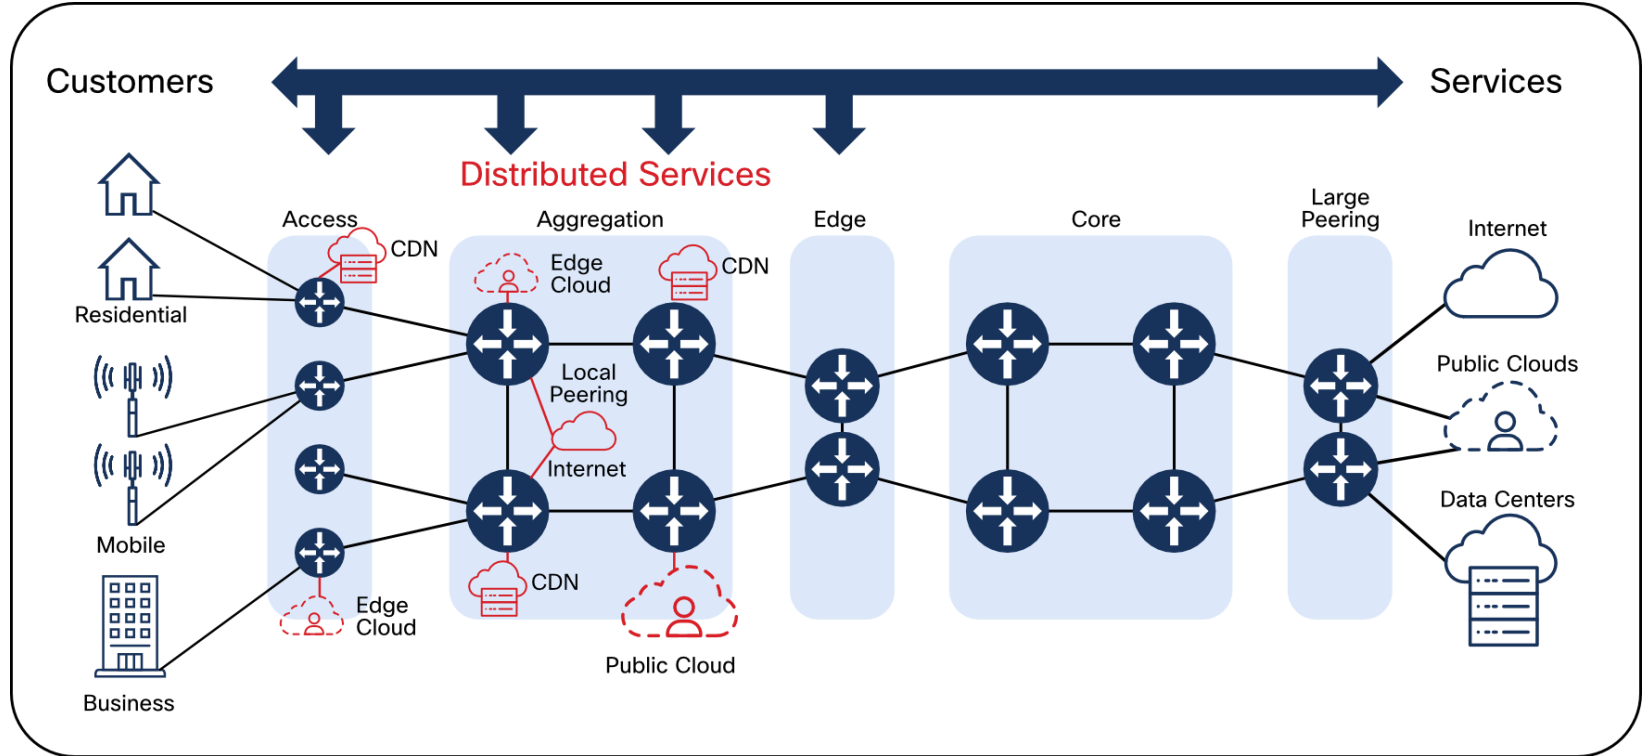 Customers
Services
Distributed Services
Access
Aggregation
Edge
Core
Large
Peering
Internet
CDN
Edge
Cloud
CDN
Residential
Local
Peering
Public Clouds
Internet
Data Centers
Mobile
CDN
Edge
Cloud
Public Cloud
Business